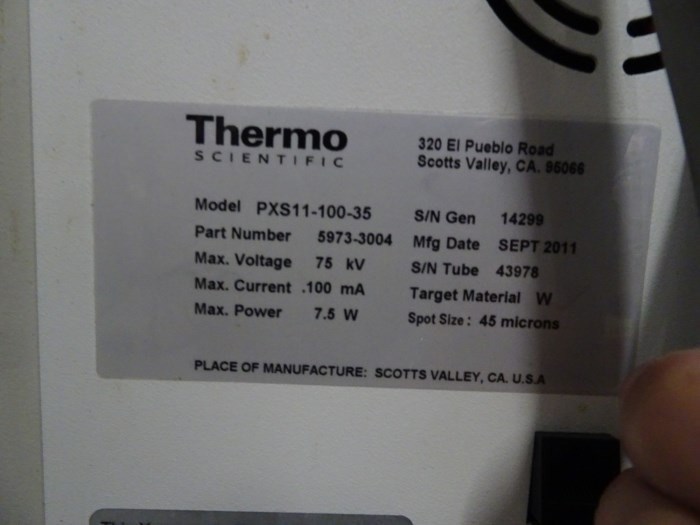 Thermo
SCIENTIFIC
320 El Pueblo Road
Scotts Valley, CA. 95066
Model PXS11-100-35
Part Number 5973-3004
Max. Voltage 75 kV
Max. Current .100 mA
Max. Power 7.5 W
S/N Gen 14299
Mfg Date SEPT 2011
S/N Tube 43978
Target Material W
Spot Size : 45 microns
PLACE OF MANUFACTURE: SCOTTS VALLEY, CA. U.S.A